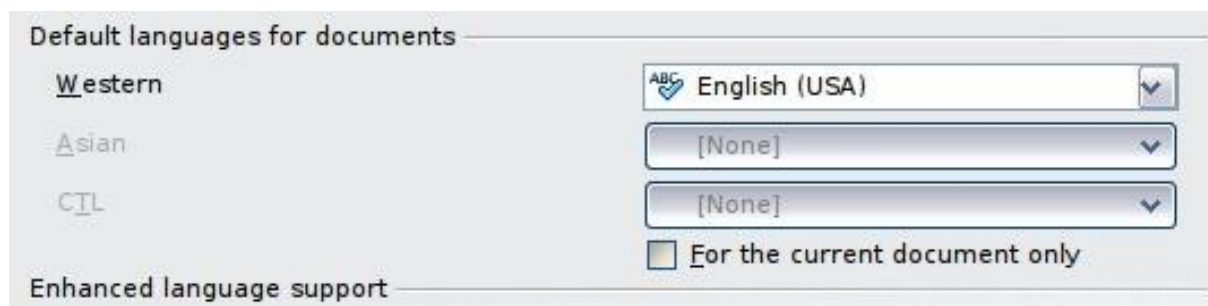 Default languages for documents
Western
ABC English (USA)
Asian
[None]
CTL
[None]
For the current document only
Enhanced language support